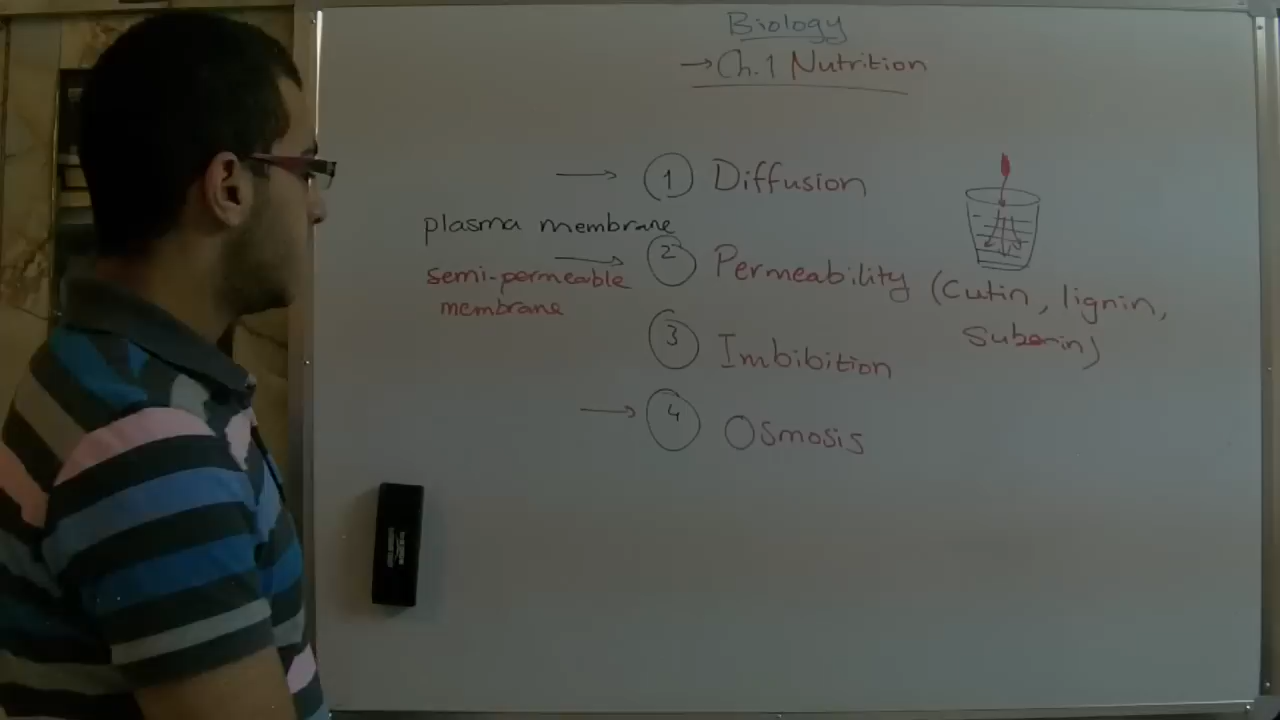 Biology
→ Ch.1 Nutrition
→ 1 Diffusion
plasma membrane
→ 2 Permeability (Cutin, lignin,
Suberin)
semi-permeable
membrane
3 Imbibition
→ 4 Osmosis